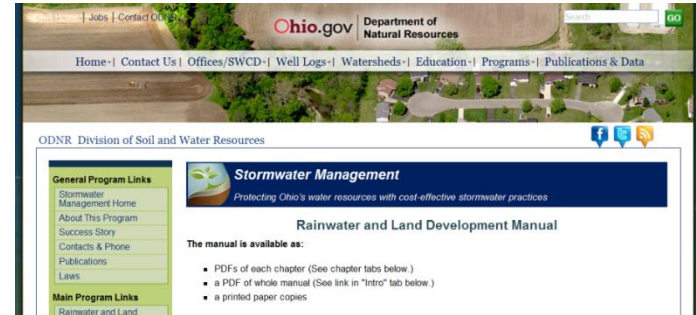 | Jobs | Contact ODNR
Search
GO
Ohio.gov
Department of
Natural Resources
Home | Contact Us | Offices/SWCD | Well Logs | Watersheds | Education | Programs | Publications & Data
ODNR Division of Soil and Water Resources
General Program Links
Stormwater
Management Home
About This Program
Success Story
Contacts & Phone
Publications
Laws
Main Program Links
Rainwater and Land
Stormwater Management
Protecting Ohio's water resources with cost-effective stormwater practices
Rainwater and Land Development Manual
The manual is available as:
▪ PDFs of each chapter (See chapter tabs below.)
▪ a PDF of whole manual (See link in "Intro" tab below.)
▪ a printed paper copies